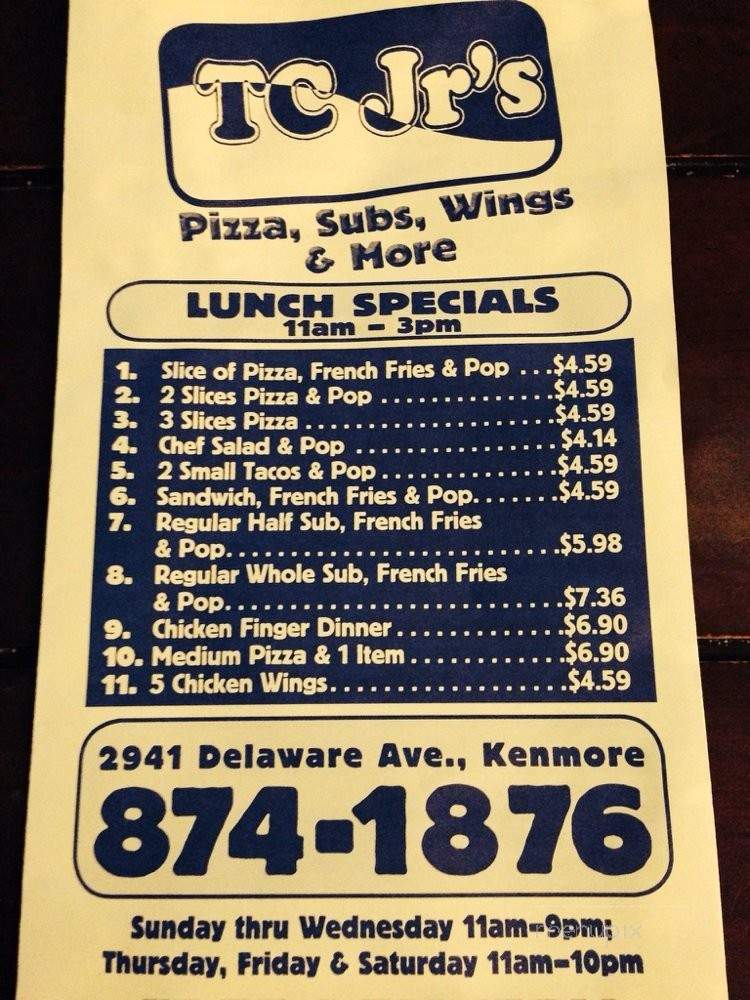 TC Jr's
Pizza, Subs, Wings
& More
LUNCH SPECIALS
11am - 3pm
1. Slice of Pizza, French Fries & Pop ...$4.59
2. 2 Slices Pizza & Pop ..............$4.59
3. 3 Slices Pizza ........................$4.59
4. Chef Salad & Pop ................... $4.14
5. 2 Small Tacos & Pop.................$4.59
6. Sandwich, French Fries & Pop.......$4.59
7. Regular Half Sub, French Fries
& Pop..............................$5.98
8. Regular Whole Sub, French Fries
& Pop..............................$7.36
9. Chicken Finger Dinner...............$6.90
10. Medium Pizza & 1 Item..............$6.90
11. 5 Chicken Wings.....................$4.59
2941 Delaware Ave., Kenmore
874-1876
Sunday thru Wednesday 11am-9pm;
menupix
Thursday, Friday & Saturday 11am-10pm